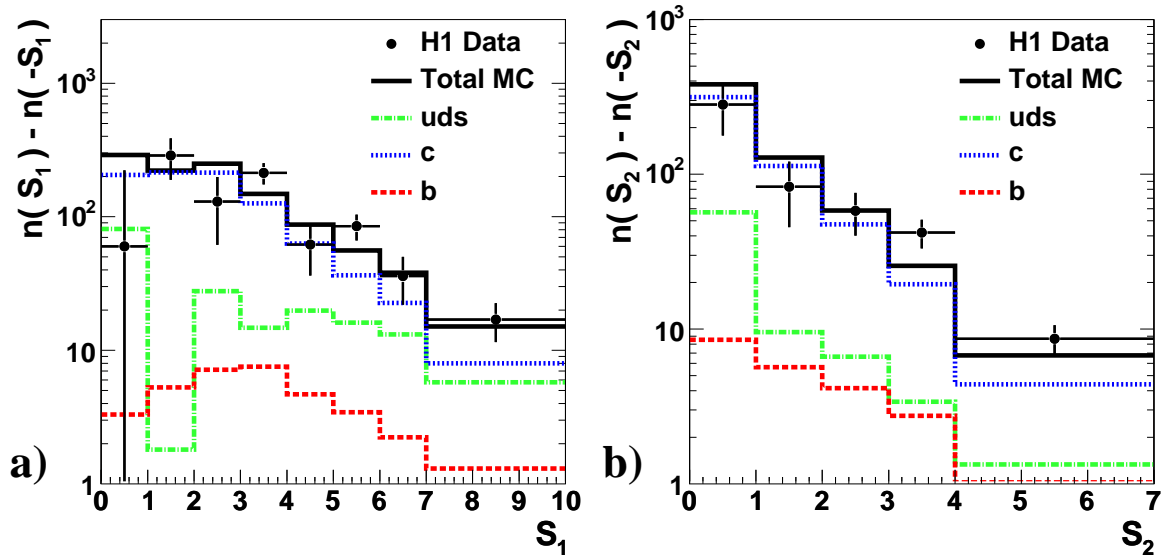 n( S₁ ) - n( -S₁ )
10³
10²
10
1
H1 Data
Total MC
uds
c
b
a)
0 1 2 3 4 5 6 7 8 9 10
S₁
n( S₂ ) - n( -S₂ )
10³
10²
10
1
H1 Data
Total MC
uds
c
b
b)
0 1 2 3 4 5 6 7
S₂